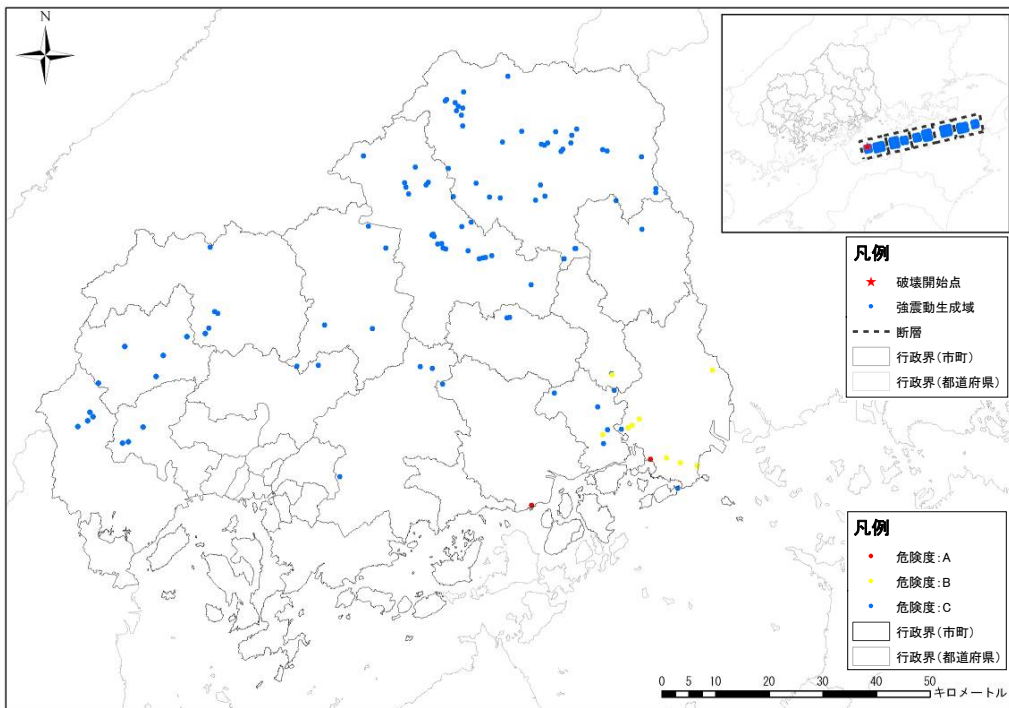 N
凡例
破壊開始点
強震動生成域
断層
行政界(市町)
行政界(都道府県)
凡例
危険度:A
危険度:B
危険度:C
行政界(市町)
行政界(都道府県)
0 5 10 20 30 40 50
キロメートル